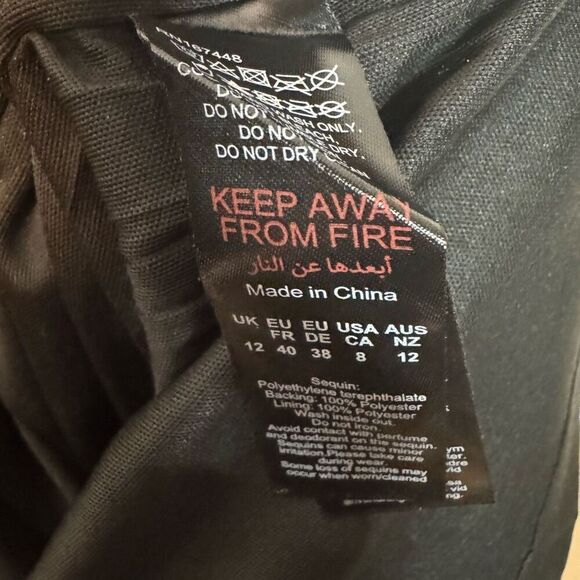 RN167448
DO NOT WASH ONLY.
DO NO
DO NOT DRY
KEEP AWAY
FROM FIRE
أبعدها عن النار
Made in China
UK EU EU USA AUS
FR DE CA NZ
12 40 38 8 12
Sequin:
Polyethylene terephthalate
Backing: 100% Polyester
Lining: 100% Polyester
Wash inside out.
Do not iron.
Avoid contact with perfume
and deodorant on the sequin.
Sequins can cause minor
irritation.Please take care
during wear.
Some loss of sequins may
occur when worn/cleaned